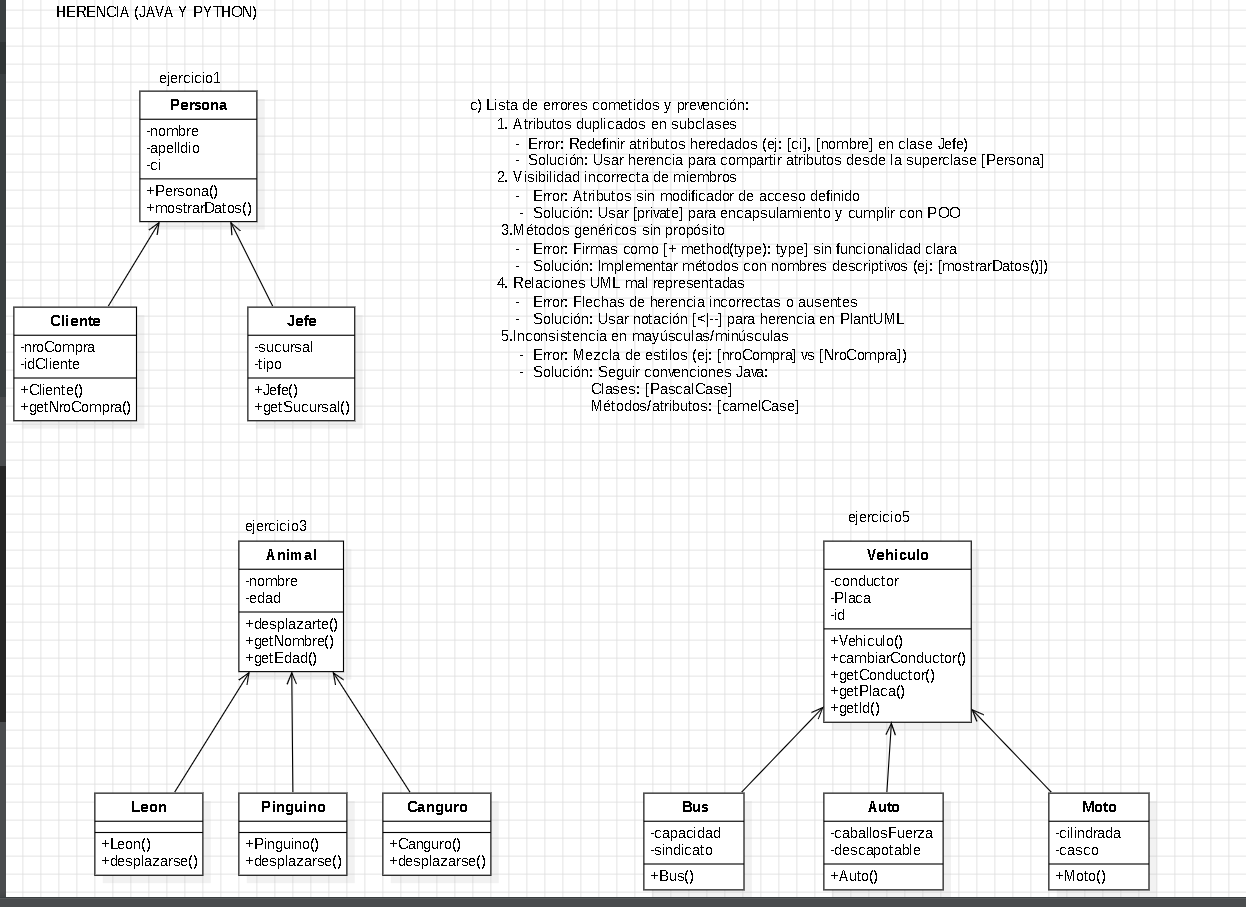 HERENCIA (JAVA Y PYTHON)
ejercicio1
Persona
-nombre
-apelldio
-ci
+Persona()
+mostrarDatos()
Cliente
-nroCompra
-idCliente
+Cliente()
+getNroCompra()
Jefe
-sucursal
-tipo
+Jefe()
+getSucursal()
c) Lista de errores cometidos y prevención:
1. Atributos duplicados en subclases
- Error: Redefinir atributos heredados (ej: [ci], [nombre] en clase Jefe)
- Solución: Usar herencia para compartir atributos desde la superclase [Persona]
2. Visibilidad incorrecta de miembros
- Error: Atributos sin modificador de acceso definido
- Solución: Usar [private] para encapsulamiento y cumplir con POO
3.Métodos genéricos sin propósito
- Error: Firmas como [+ method(type): type] sin funcionalidad clara
- Solución: Implementar métodos con nombres descriptivos (ej: [mostrarDatos()])
4. Relaciones UML mal representadas
- Error: Flechas de herencia incorrectas o ausentes
- Solución: Usar notación [<|--] para herencia en PlantUML
5.Inconsistencia en mayúsculas/minúsculas
- Error: Mezcla de estilos (ej: [nroCompra] vs [NroCompra])
- Solución: Seguir convenciones Java:
Clases: [PascalCase]
Métodos/atributos: [camelCase]
ejercicio3
Animal
-nombre
-edad
+desplazarte()
+getNombre()
+getEdad()
Leon
+Leon()
+desplazarse()
Pinguino
+Pinguino()
+desplazarse()
Canguro
+Canguro()
+desplazarse()
ejercicio5
Vehiculo
-conductor
-Placa
-id
+Vehiculo()
+cambiarConductor()
+getConductor()
+getPlaca()
+getId()
Bus
-capacidad
-sindicato
+Bus()
Auto
-caballosFuerza
-descapotable
+Auto()
Moto
-cilindrada
-casco
+Moto()